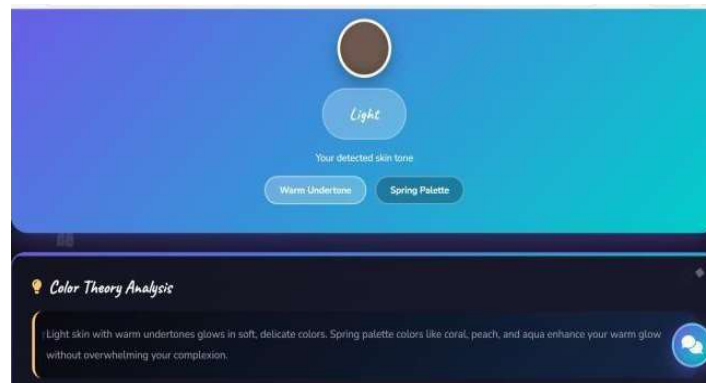 Light
Your detected skin tone
Warm Undertone Spring Palette
Color Theory Analysis
Light skin with warm undertones glows in soft, delicate colors. Spring palette colors like coral, peach, and aqua enhance your warm glow
without overwhelming your complexion.